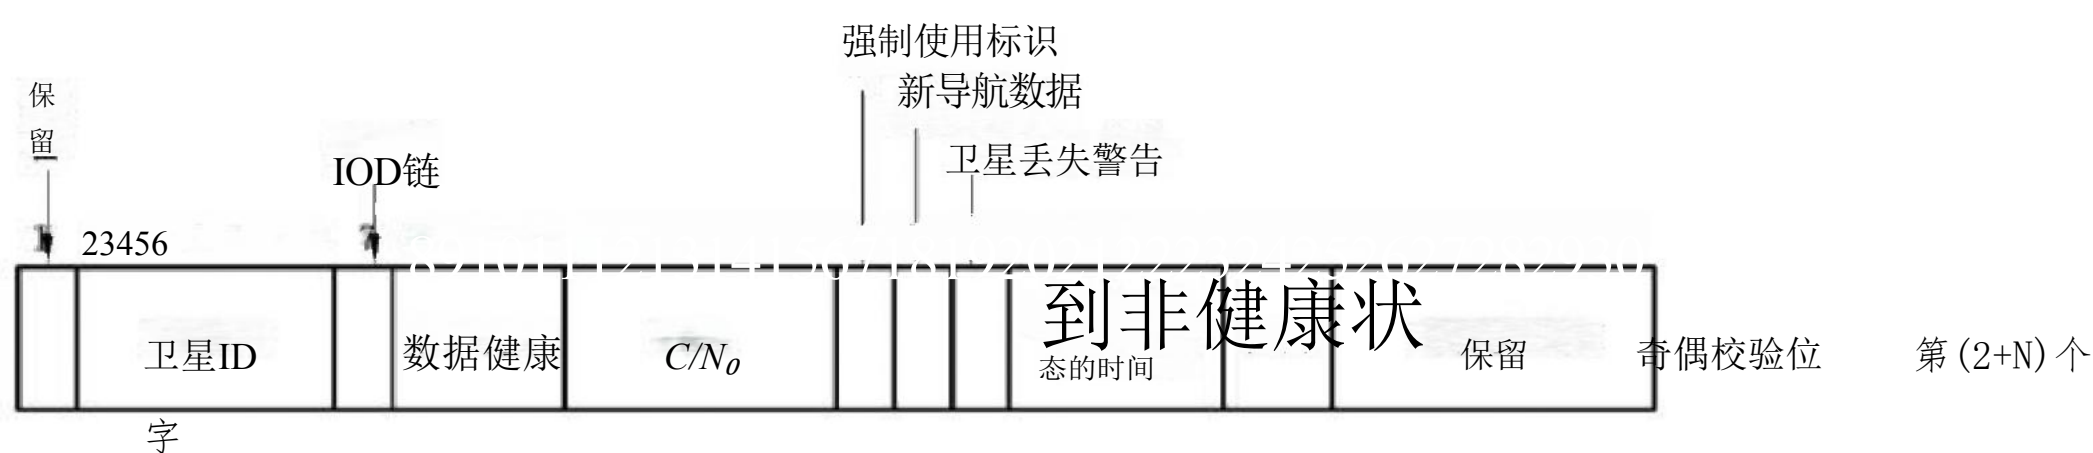 强制使用标识
新导航数据
保
留
卫星丢失警告
IOD链
23456
到非健康状
卫星ID
数据健康
C/N₀
态的时间
保留
奇偶校验位
第(2+N)个
字